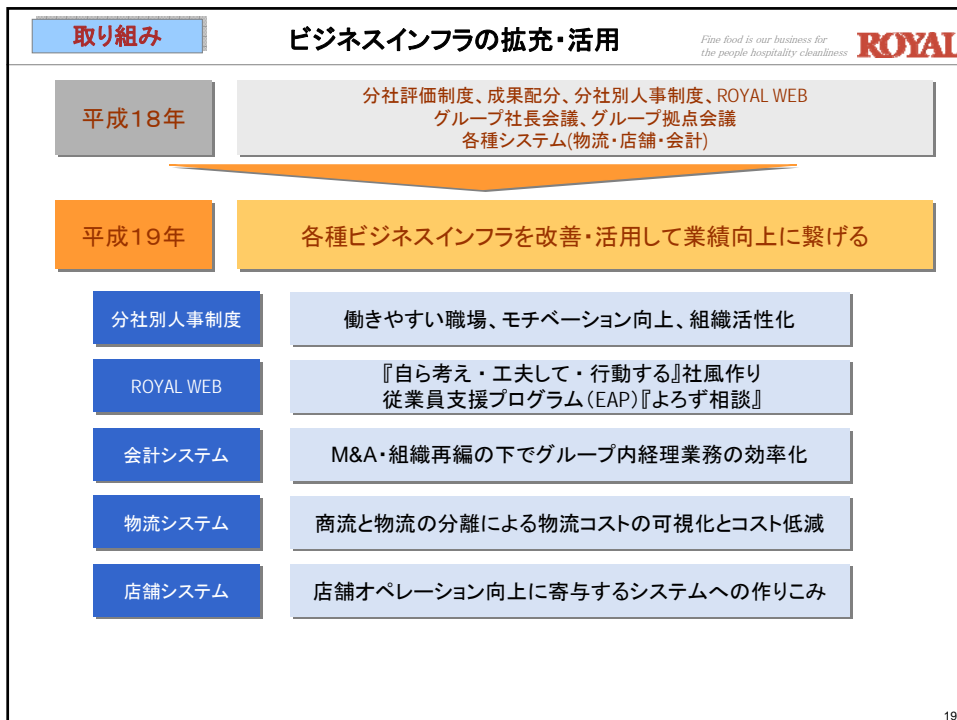 取り組み
ビジネスインフラの拡充・活用
Fine food is our business for
the people hospitality cleanliness
ROYAL
平成18年
分社評価制度、成果配分、分社別人事制度、ROYAL WEB
グループ社長会議、グループ拠点会議
各種システム(物流・店舗・会計)
平成19年
各種ビジネスインフラを改善・活用して業績向上に繋げる
分社別人事制度
働きやすい職場、モチベーション向上、組織活性化
ROYAL WEB
『自ら考え・工夫して・行動する』社風作り
従業員支援プログラム(EAP)『よろず相談』
会計システム
M&A・組織再編の下でグループ内経理業務の効率化
物流システム
商流と物流の分離による物流コストの可視化とコスト低減
店舗システム
店舗オペレーション向上に寄与するシステムへの作りこみ
19